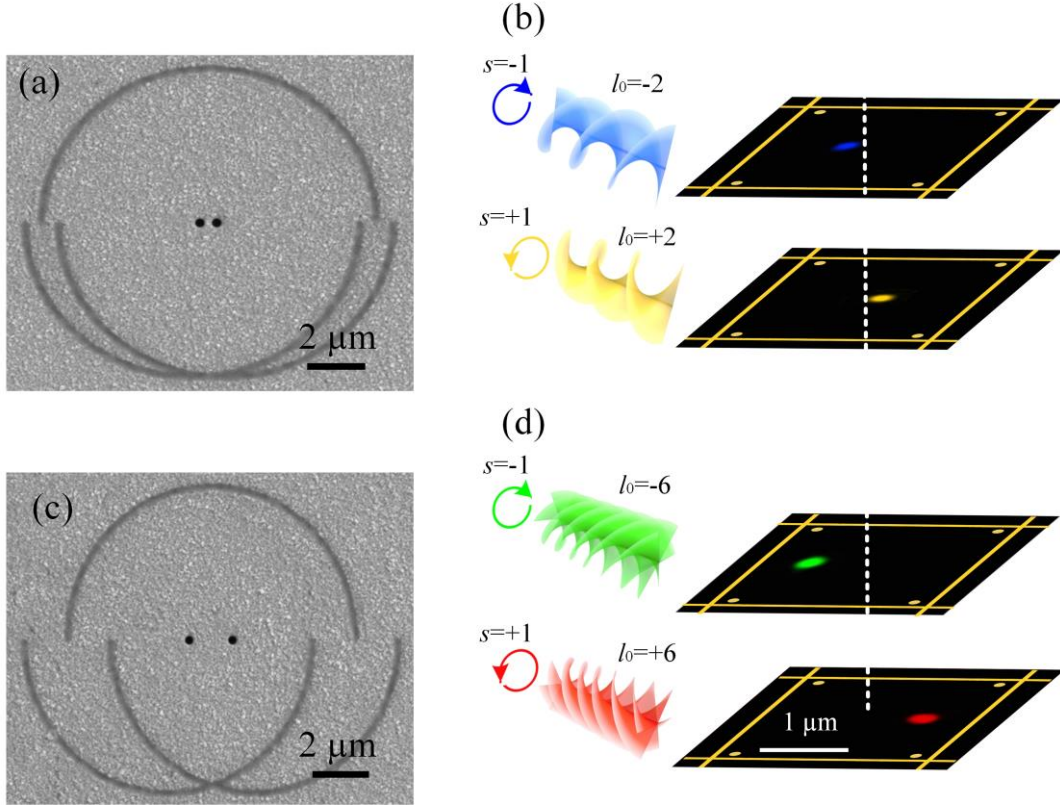 (a)
2 μm
(b)
s=-1
l₀=-2
s=+1
l₀=+2
(c)
2 μm
(d)
s=-1
l₀=-6
s=+1
l₀=+6
1 μm